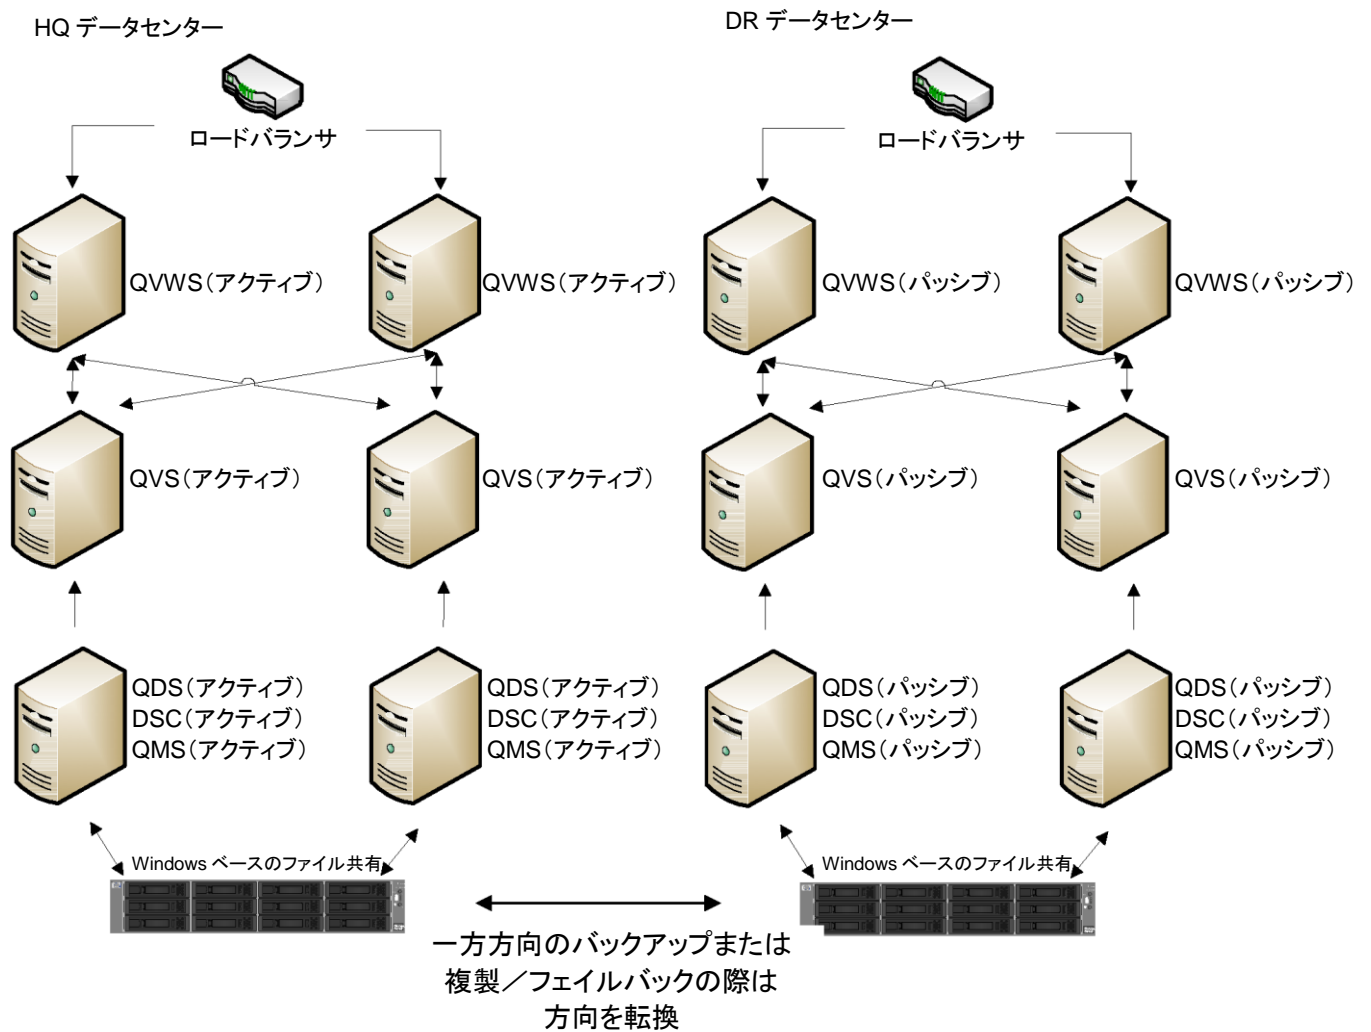 HQ データセンター
DR データセンター
ロードバランサ
ロードバランサ
QVWS（アクティブ）
QVWS（アクティブ）
QVWS（パッシブ）
QVWS（パッシブ）
QVS（アクティブ）
QVS（アクティブ）
QVS（パッシブ）
QVS（パッシブ）
QDS（アクティブ）
DSC（アクティブ）
QMS（アクティブ）
QDS（アクティブ）
DSC（アクティブ）
QMS（アクティブ）
QDS（パッシブ）
DSC（パッシブ）
QMS（パッシブ）
QDS（パッシブ）
DSC（パッシブ）
QMS（パッシブ）
Windows ベースのファイル共有
Windows ベースのファイル共有
一方方向のバックアップまたは
複製／フェイルバックの際は
方向を転換